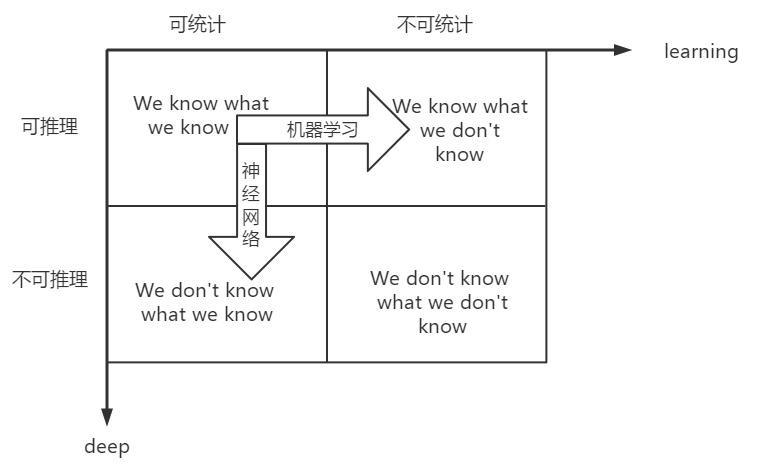 可统计
不可统计
learning
可推理
We know what
we know
机器学习
We know what
we don't
know
神
经
网
络
不可推理
We don't know
what we know
We don't know
what we don't
know
deep